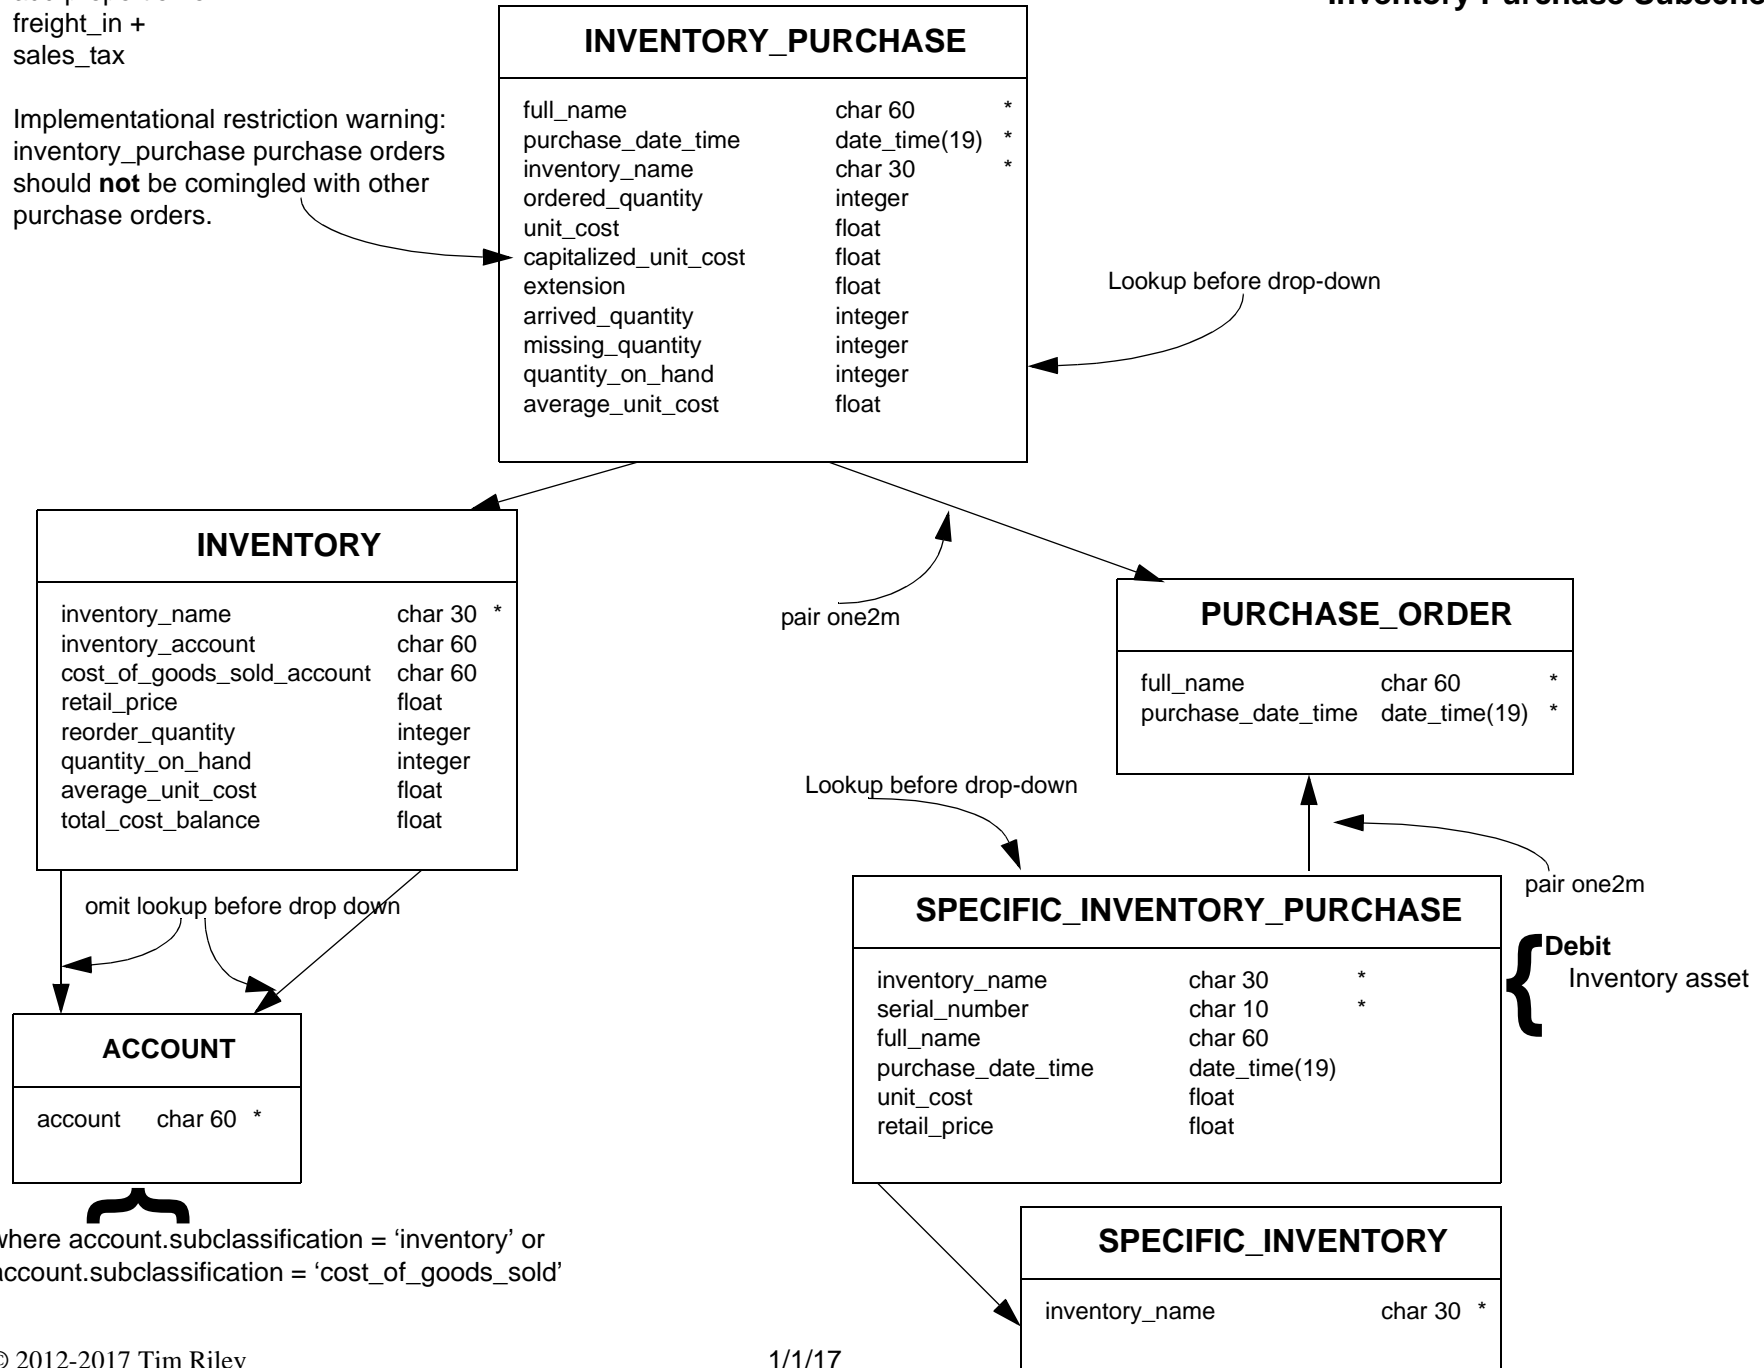 freight_in +
sales_tax
Inventory Purchase
Implementational restriction warning:
inventory_purchase purchase orders
should not be comingled with other
purchase orders.
INVENTORY_PURCHASE
full_name char 60 *
purchase_date_time date_time(19) *
inventory_name char 30 *
ordered_quantity integer
unit_cost float
capitalized_unit_cost float
extension float
arrived_quantity integer
missing_quantity integer
quantity_on_hand integer
average_unit_cost float
Lookup before drop-down
INVENTORY
inventory_name char 30 *
inventory_account char 60
cost_of_goods_sold_account char 60
retail_price float
reorder_quantity integer
quantity_on_hand integer
average_unit_cost float
total_cost_balance float
pair one2m
PURCHASE_ORDER
full_name char 60 *
purchase_date_time date_time(19) *
Lookup before drop-down
pair one2m
omit lookup before drop down
SPECIFIC_INVENTORY_PURCHASE
inventory_name char 30 *
serial_number char 10 *
full_name char 60
purchase_date_time date_time(19)
unit_cost float
retail_price float
{ Debit
Inventory asset
ACCOUNT
account char 60 *
where account.subclassification = ‘inventory’ or
account.subclassification = ‘cost_of_goods_sold’
SPECIFIC_INVENTORY
inventory_name char 30 *
© 2012-2017 Tim Riley
1/1/17